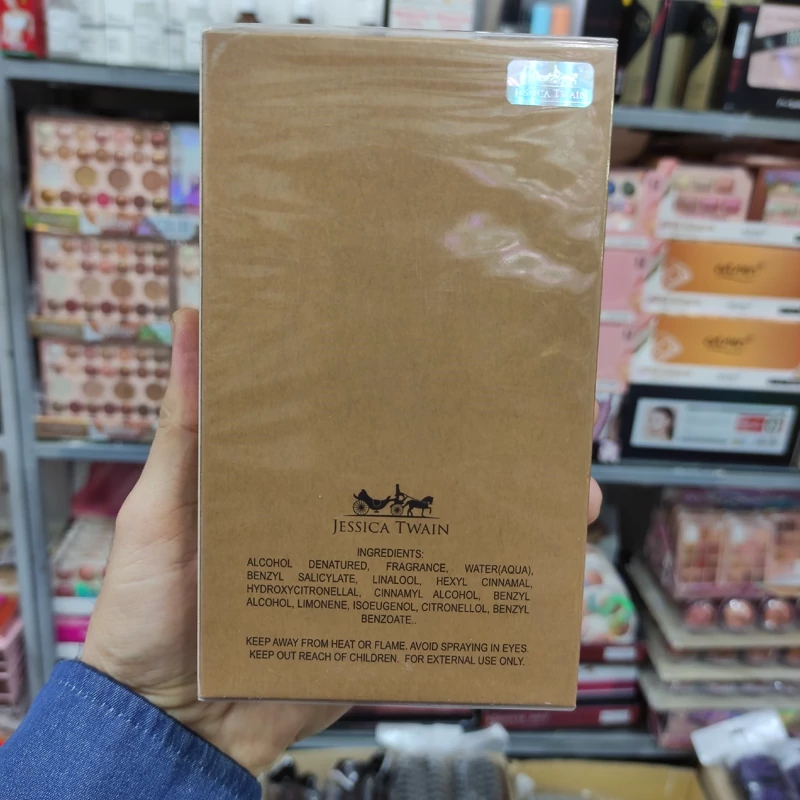 JESSICA TWAIN
JESSICA TWAIN
INGREDIENTS:
ALCOHOL DENATURED, FRAGRANCE, WATER(AQUA),
BENZYL SALICYLATE, LINALOOL, HEXYL CINNAMAL,
HYDROXYCITRONELLAL, CINNAMYL ALCOHOL, BENZYL
ALCOHOL, LIMONENE, ISOEUGENOL, CITRONELLOL, BENZYL
BENZOATE..
KEEP AWAY FROM HEAT OR FLAME. AVOID SPRAYING IN EYES.
KEEP OUT REACH OF CHILDREN. FOR EXTERNAL USE ONLY.